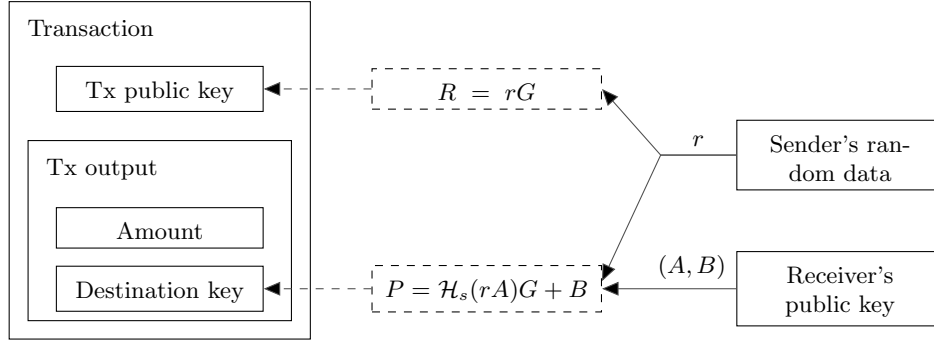 Transaction
Tx public key
R = rG
r
Sender's ran-
dom data
Tx output
Amount
Destination key
P = ℋₛ(rA)G + B
(A, B)
Receiver's
public key